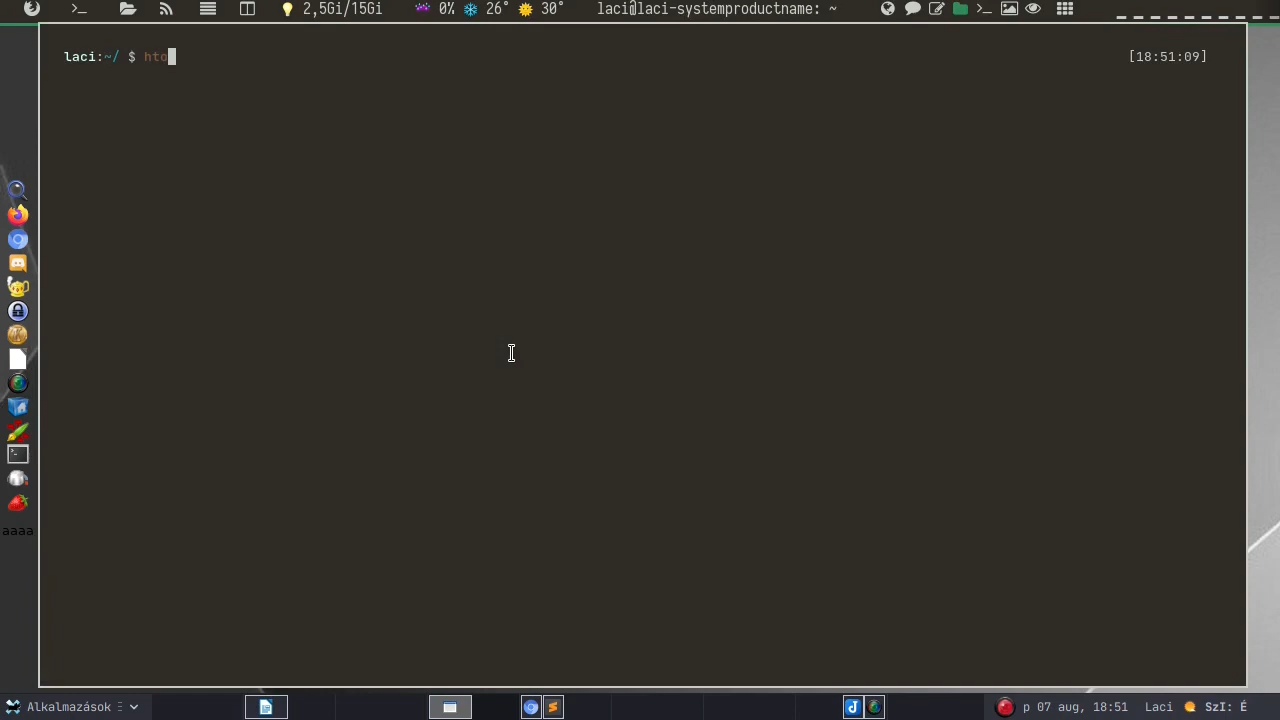 2,5Gi/15Gi 0% 26° 30° laci@laci-systemproductname: ~
laci:~/ $ hto [18:51:09]
aaaa
Alkalmazások p 07 aug, 18:51 Laci SzI: É